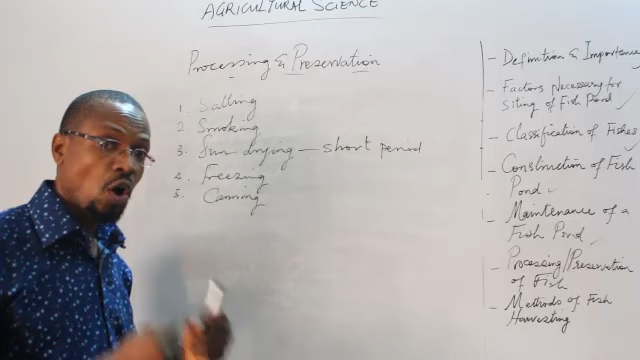 AGRICULTURAL SCIENCE
Processing & Preservation
1. Salting
2. Smoking
3. Sun-drying — short period
4. Freezing
5. Canning
- Definition & Importance ✓
- Factors Necessary for
Siting of Fish Pond ✓
- Classification of Fishes ✓
- Construction of Fish
Pond ✓
- Maintenance of a
Fish Pond ✓
- Processing/Preservation
of Fish
- Methods of Fish
Harvesting ✓